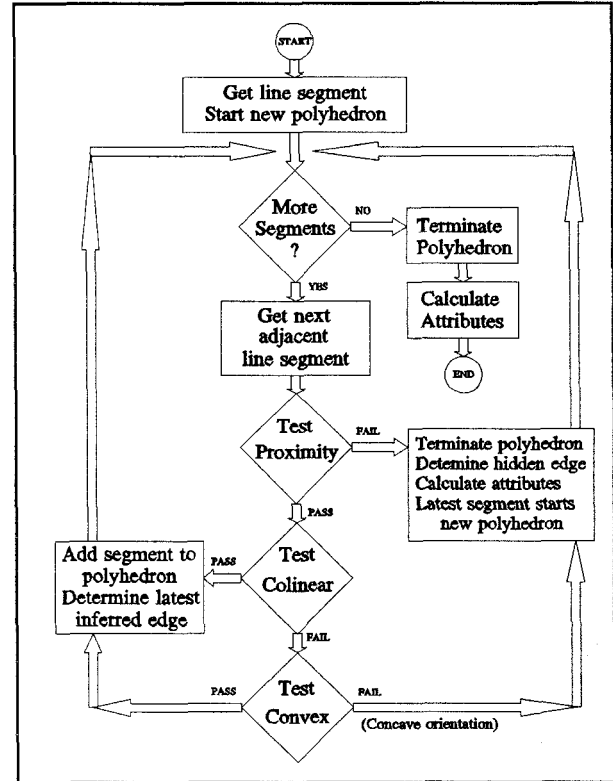 START
Get line segment
Start new polyhedron
More
Segments
?
NO
Terminate
Polyhedron
YES
Calculate
Attributes
Get next
adjacent
line segment
END
Test
Proximity
FAIL
Terminate polyhedron
Detemine hidden edge
Calculate attributes
Latest segment starts
new polyhedron
PASS
Add segment to
polyhedron
Determine latest
inferred edge
PASS
Test
Colinear
FAIL
PASS
Test
Convex
FAIL
(Concave orientation)